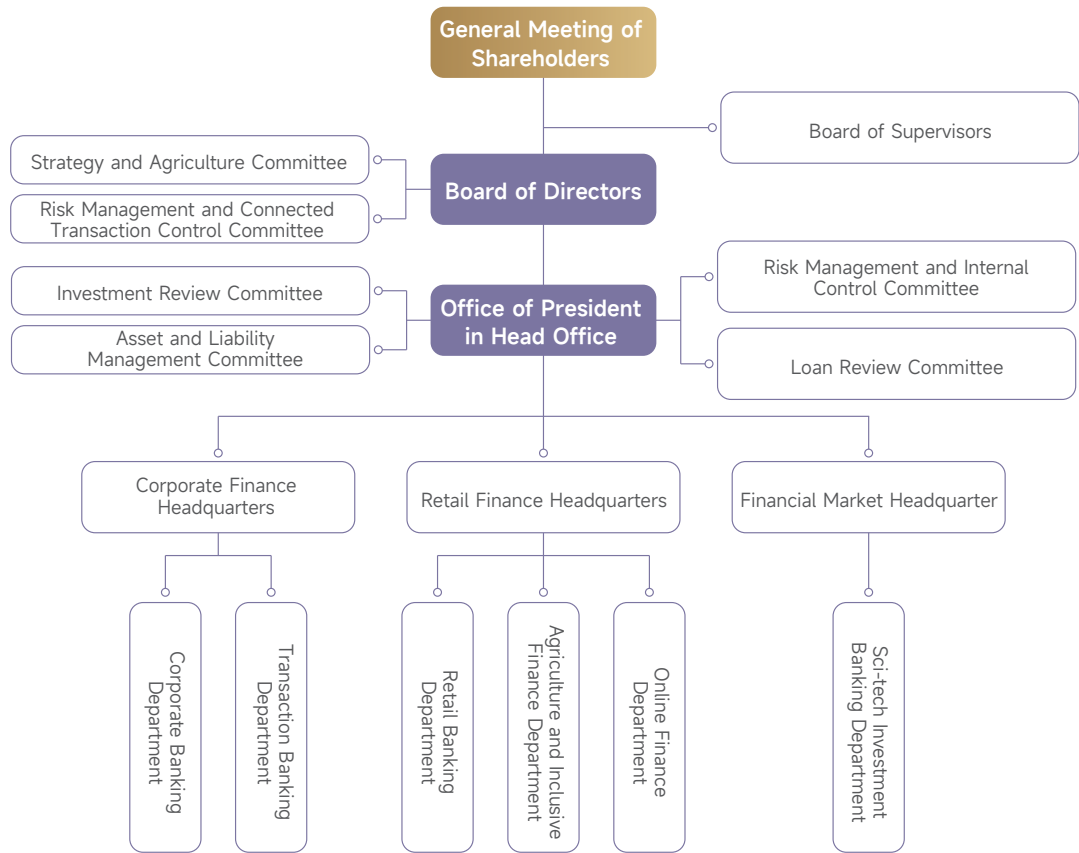 General Meeting of
Shareholders
Board of Supervisors
Strategy and Agriculture Committee
Board of Directors
Risk Management and Connected
Transaction Control Committee
Investment Review Committee
Office of President
in Head Office
Risk Management and Internal
Control Committee
Asset and Liability
Management Committee
Loan Review Committee
Corporate Finance
Headquarters
Retail Finance Headquarters
Financial Market Headquarter
Corporate Banking
Department
Transaction Banking
Department
Retail Banking
Department
Agriculture and Inclusive
Finance Department
Online Finance
Department
Sci-tech Investment
Banking Department